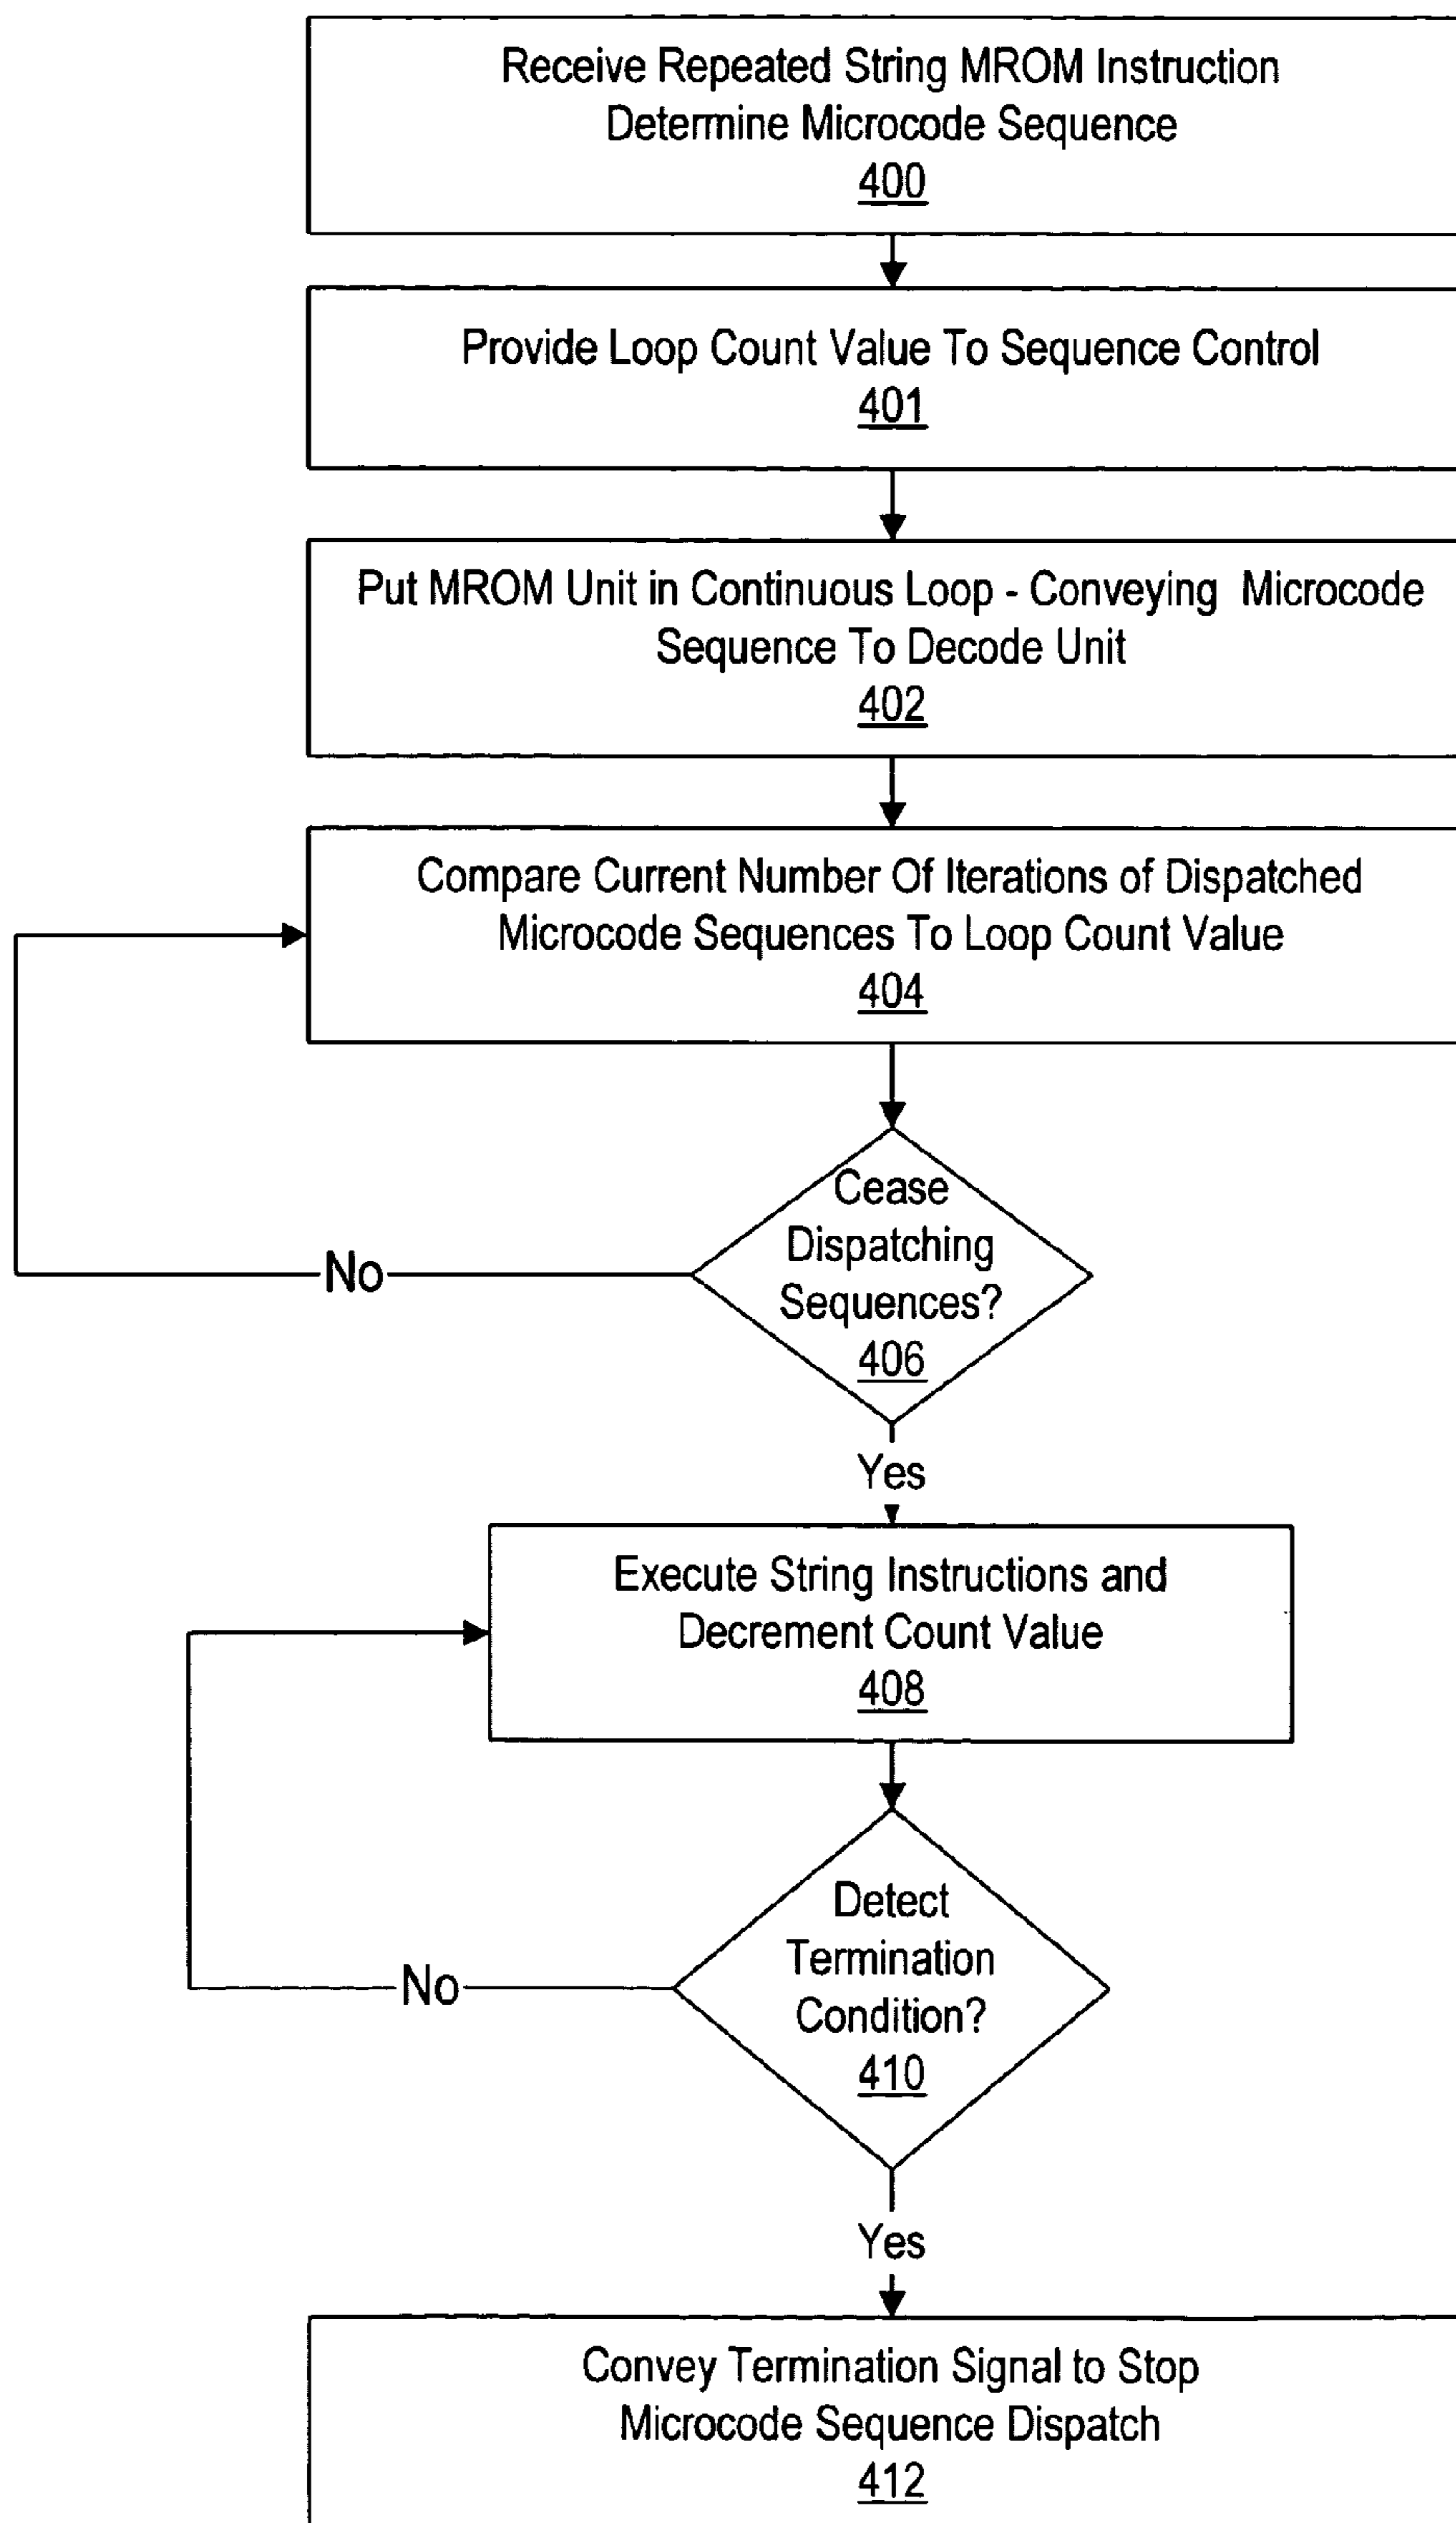 Receive Repeated String MROM Instruction
Determine Microcode Sequence
400
Provide Loop Count Value To Sequence Control
401
Put MROM Unit in Continuous Loop - Conveying Microcode
Sequence To Decode Unit
402
Compare Current Number Of Iterations of Dispatched
Microcode Sequences To Loop Count Value
404
Cease
Dispatching
Sequences?
406
No
Yes
Execute String Instructions and
Decrement Count Value
408
Detect
Termination
Condition?
410
No
Yes
Convey Termination Signal to Stop
Microcode Sequence Dispatch
412